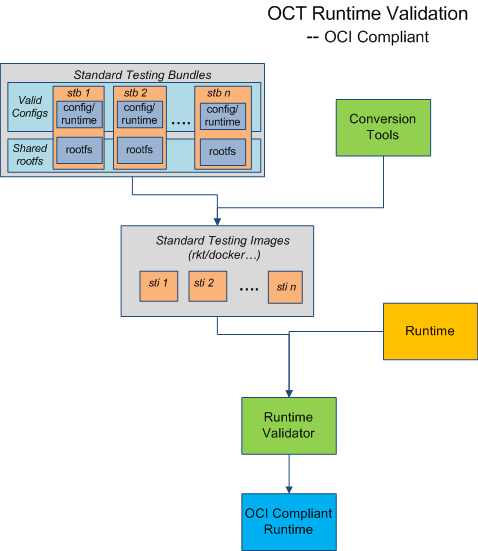 OCT Runtime Validation
-- OCI Compliant
Standard Testing Bundles
Valid
Configs
stb 1
config/
runtime
stb 2
config/
runtime
....
stb n
config/
runtime
Shared
rootfs
rootfs
rootfs
rootfs
Conversion
Tools
Standard Testing Images
(rkt/docker…)
sti 1
sti 2
....
sti n
Runtime
Runtime
Validator
OCI Compliant
Runtime